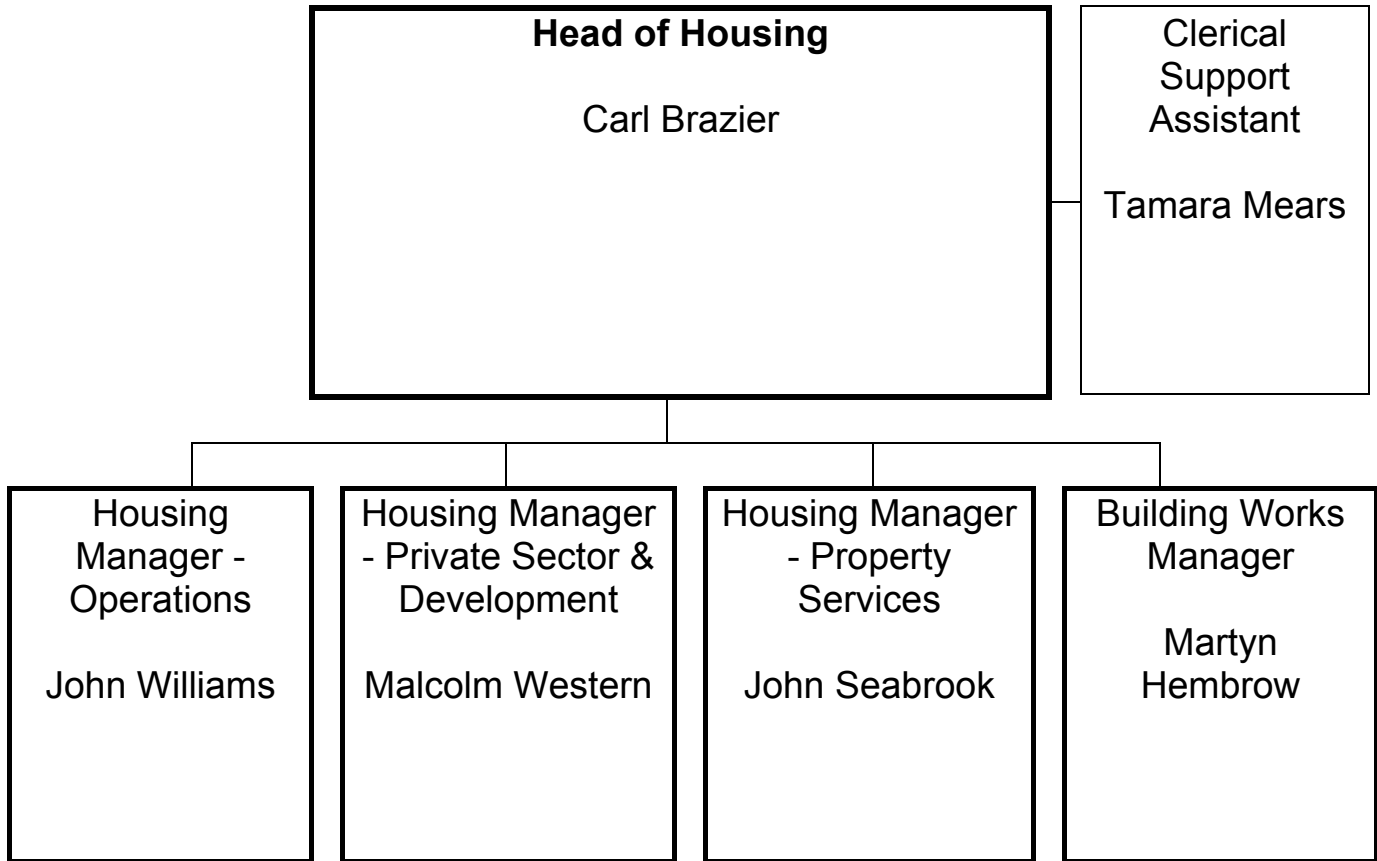 Head of Housing
Carl Brazier
Clerical
Support
Assistant
Tamara Mears
Housing
Manager -
Operations
John Williams
Housing Manager
- Private Sector &
Development
Malcolm Western
Housing Manager
- Property
Services
John Seabrook
Building Works
Manager
Martyn
Hembrow